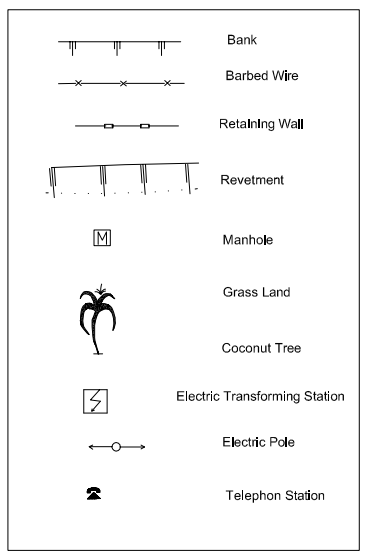 Bank
Barbed Wire
Retaining Wall
Revetment
M
Manhole
Grass Land
Coconut Tree
Electric Transforming Station
Electric Pole
Telephon Station